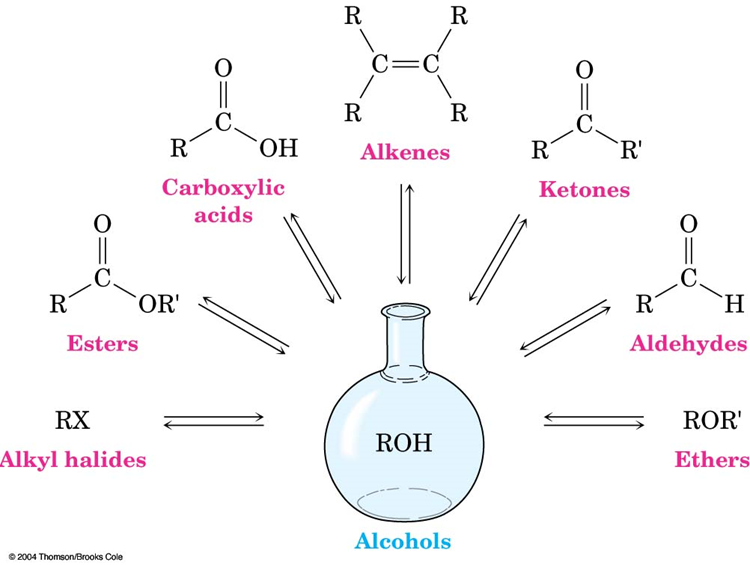 R R
C=C
R R
Alkenes
O
C
R OH
Carboxylic
acids
O
C
R R'
Ketones
O
C
R OR'
Esters
O
C
R H
Aldehydes
RX
Alkyl halides
ROH
Alcohols
ROR'
Ethers
© 2004 Thomson/Brooks Cole